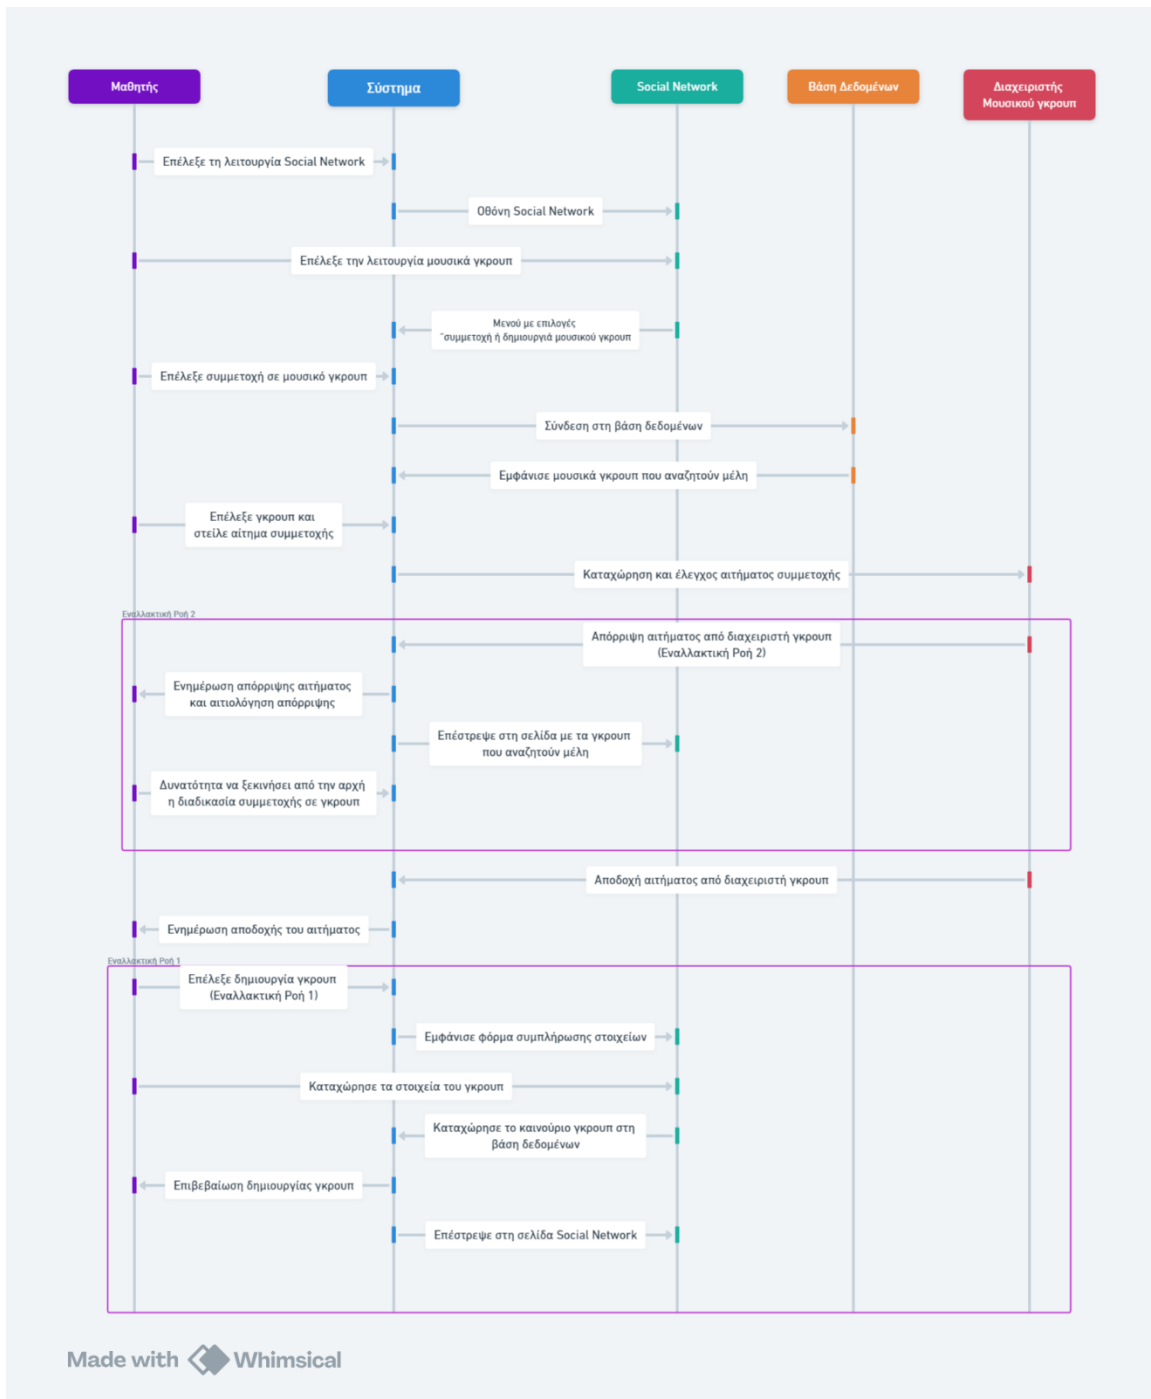 Μαθητής
Σύστημα
Social Network
Βάση Δεδομένων
Διαχειριστής
Μουσικού γκρουπ
Επέλεξε τη λειτουργία Social Network
Οθόνη Social Network
Επέλεξε την λειτουργία μουσικά γκρουπ
Μενού με επιλογές
"συμμετοχή ή δημιουργιά μουσικού γκρουπ
Επέλεξε συμμετοχή σε μουσικό γκρουπ
Σύνδεση στη βάση δεδομένων
Εμφάνισε μουσικά γκρουπ που αναζητούν μέλη
Επέλεξε γκρουπ και
στείλε αίτημα συμμετοχής
Καταχώρηση και έλεγχος αιτήματος συμμετοχής
Εναλλακτική Ροή 2
Απόρριψη αιτήματος από διαχειριστή γκρουπ
(Εναλλακτική Ροή 2)
Ενημέρωση απόρριψης αιτήματος
και αιτιολόγηση απόρριψης
Επέστρεψε στη σελίδα με τα γκρουπ
που αναζητούν μέλη
Δυνατότητα να ξεκινήσει από την αρχή
η διαδικασία συμμετοχής σε γκρουπ
Αποδοχή αιτήματος από διαχειριστή γκρουπ
Ενημέρωση αποδοχής του αιτήματος
Εναλλακτική Ροή 1
Επέλεξε δημιουργία γκρουπ
(Εναλλακτική Ροή 1)
Εμφάνισε φόρμα συμπλήρωσης στοιχείων
Καταχώρησε τα στοιχεία του γκρουπ
Καταχώρησε το καινούριο γκρουπ στη
βάση δεδομένων
Επιβεβαίωση δημιουργίας γκρουπ
Επέστρεψε στη σελίδα Social Network
Made with Whimsical